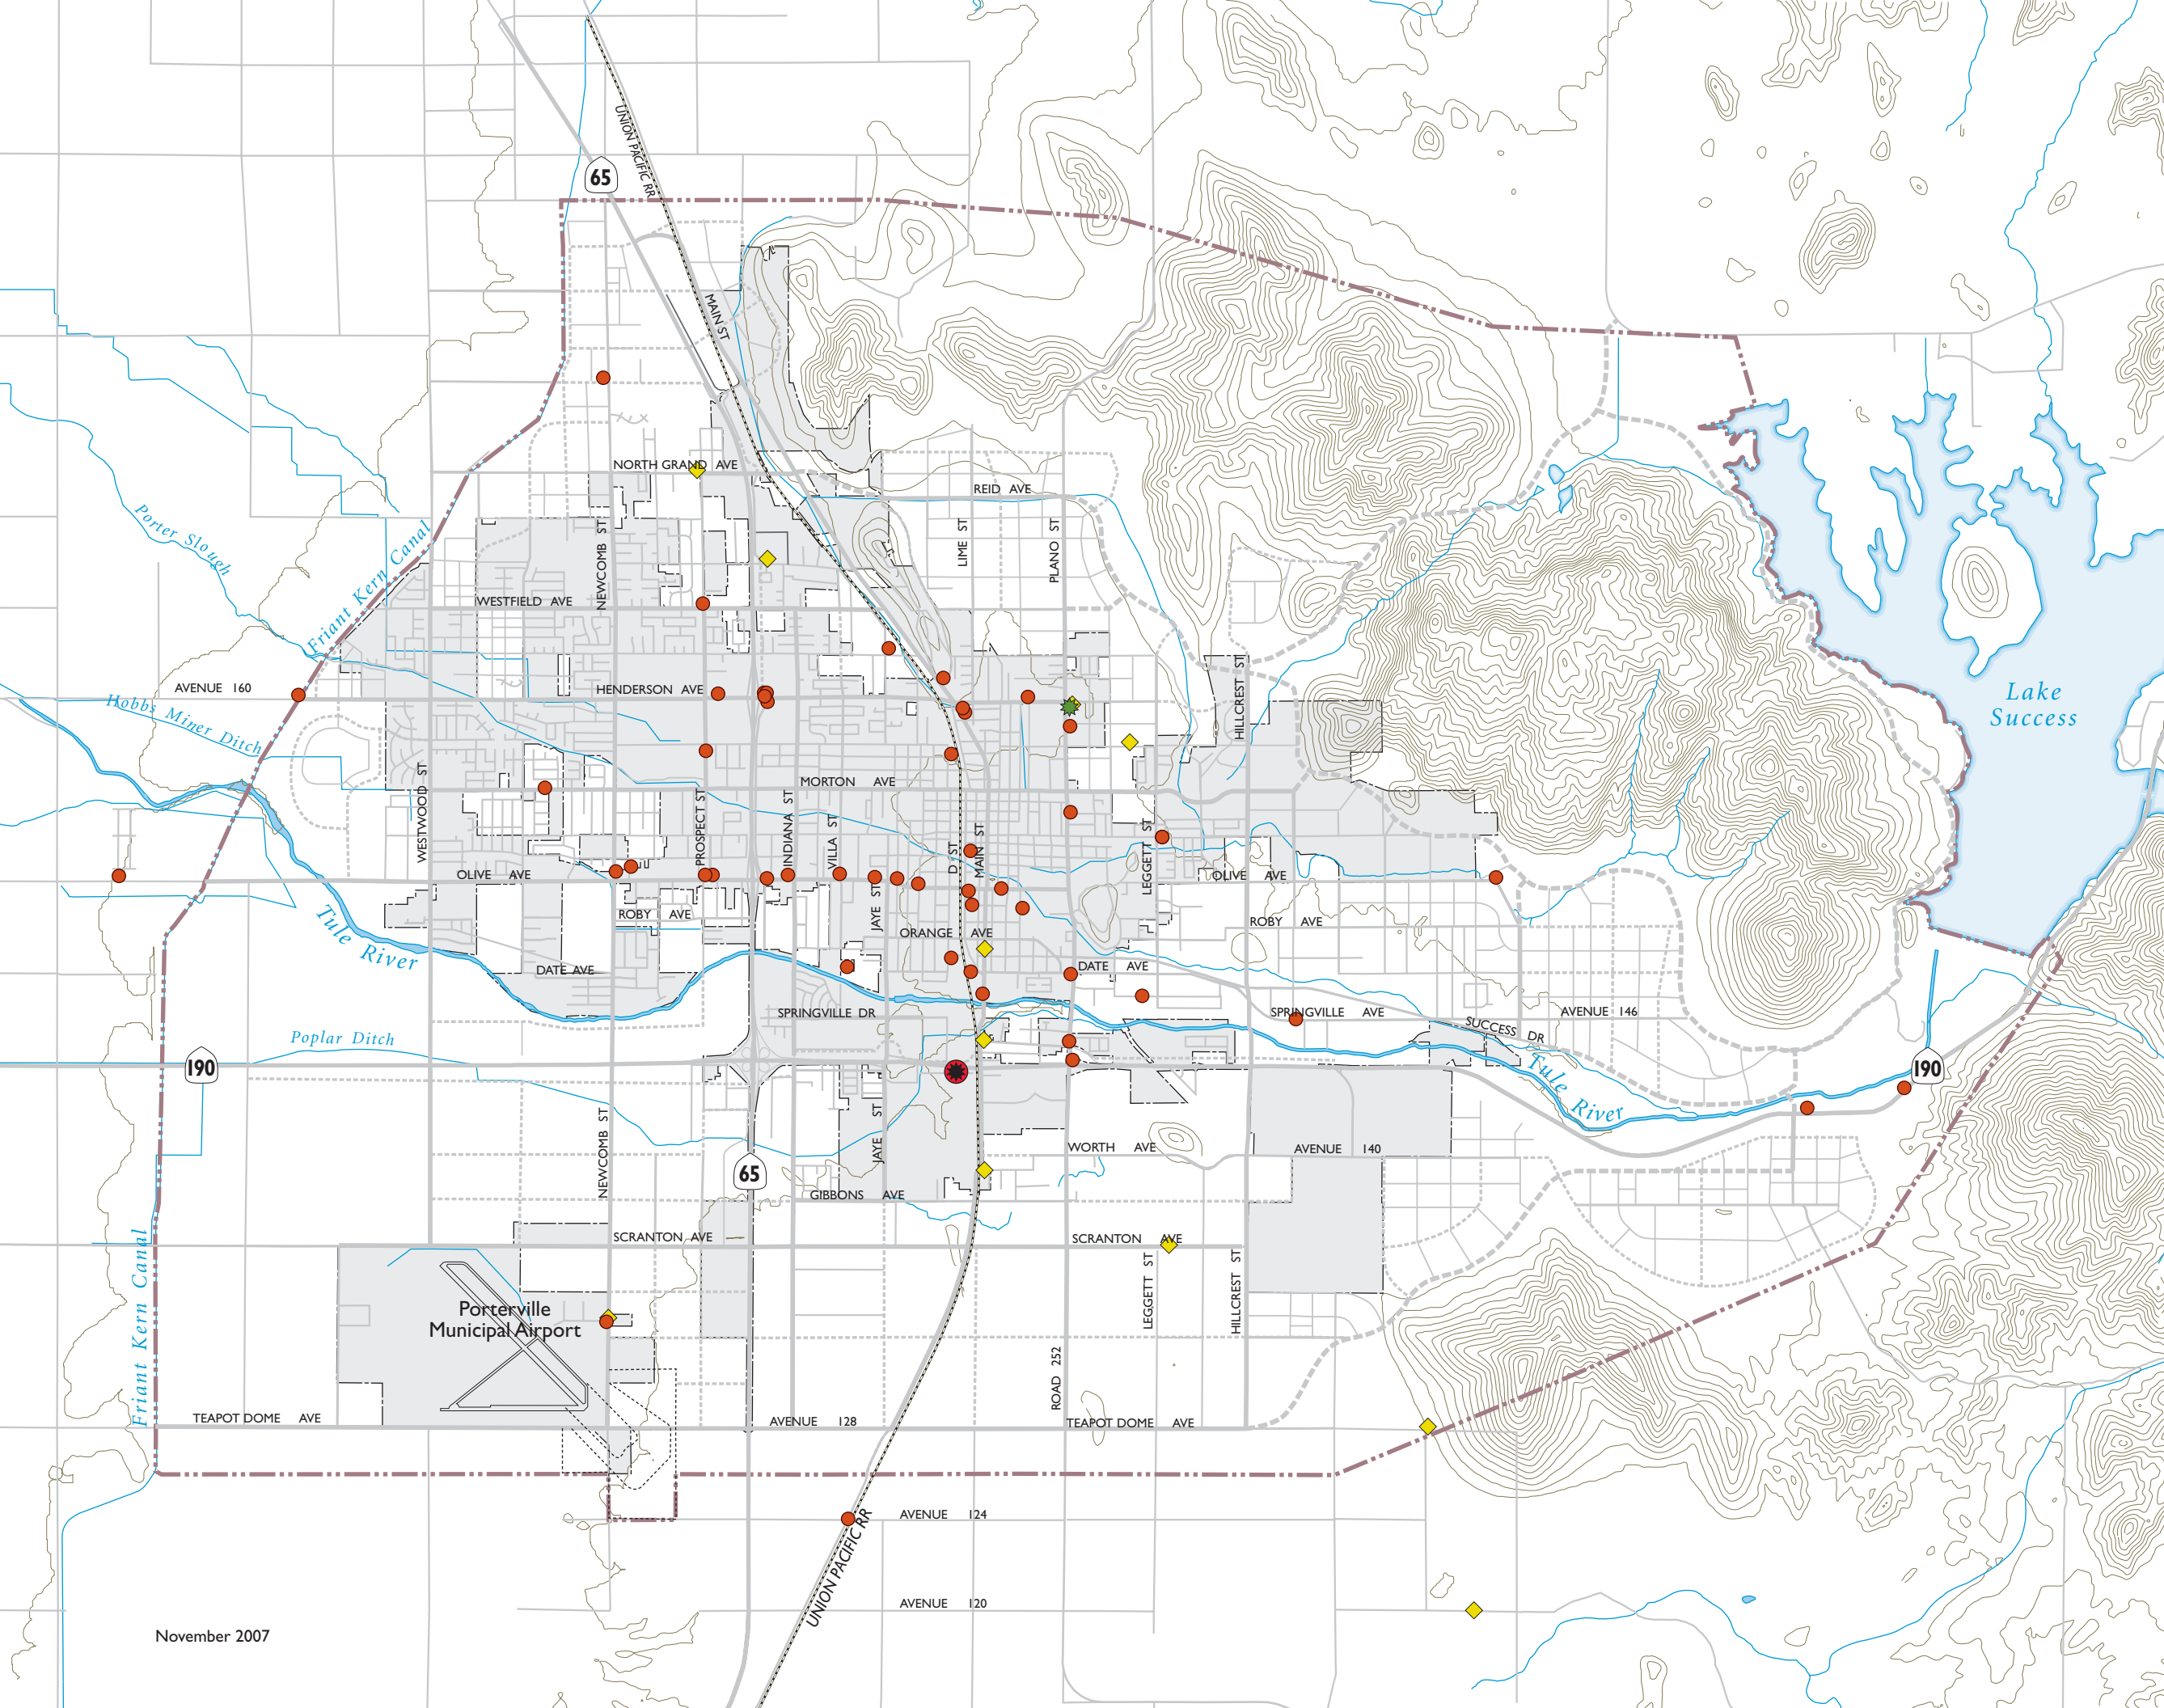 UNION PACIFIC RR
65
MAIN ST
NORTH GRAND AVE
REID AVE
Porter Slough
Friant Kern Canal
NEWCOMB ST
LIME ST
PLANO ST
WESTFIELD AVE
AVENUE 160
HENDERSON AVE
HILLCREST ST
Lake
Success
Hobbs Miner Ditch
WESTWOOD ST
MORTON AVE
PROSPECT ST
INDIANA ST
VILLA ST
D ST
MAIN ST
LEGGETT ST
OLIVE AVE
OLIVE AVE
JAYE ST
ROBY AVE
ROBY AVE
Tule River
ORANGE AVE
DATE AVE
DATE AVE
SPRINGVILLE DR
SPRINGVILLE AVE
AVENUE 146
SUCCESS DR
Poplar Ditch
190
190
Tule
River
NEWCOMB ST
JAYE ST
WORTH AVE
AVENUE 140
65
GIBBONS AVE
SCRANTON AVE
SCRANTON AVE
Friant Kern Canal
LEGGETT ST
HILLCREST ST
Porterville
Municipal Airport
ROAD 252
TEAPOT DOME AVE
AVENUE 128
TEAPOT DOME AVE
AVENUE 124
UNION PACIFIC RR
AVENUE 120
November 2007